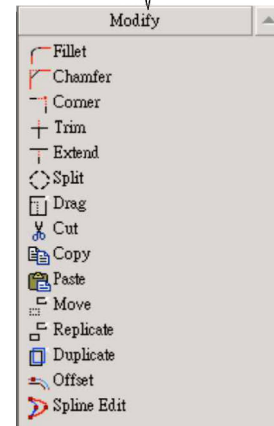 Modify
Fillet
Chamfer
Corner
Trim
Extend
Split
Drag
Cut
Copy
Paste
Move
Replicate
Duplicate
Offset
Spline Edit